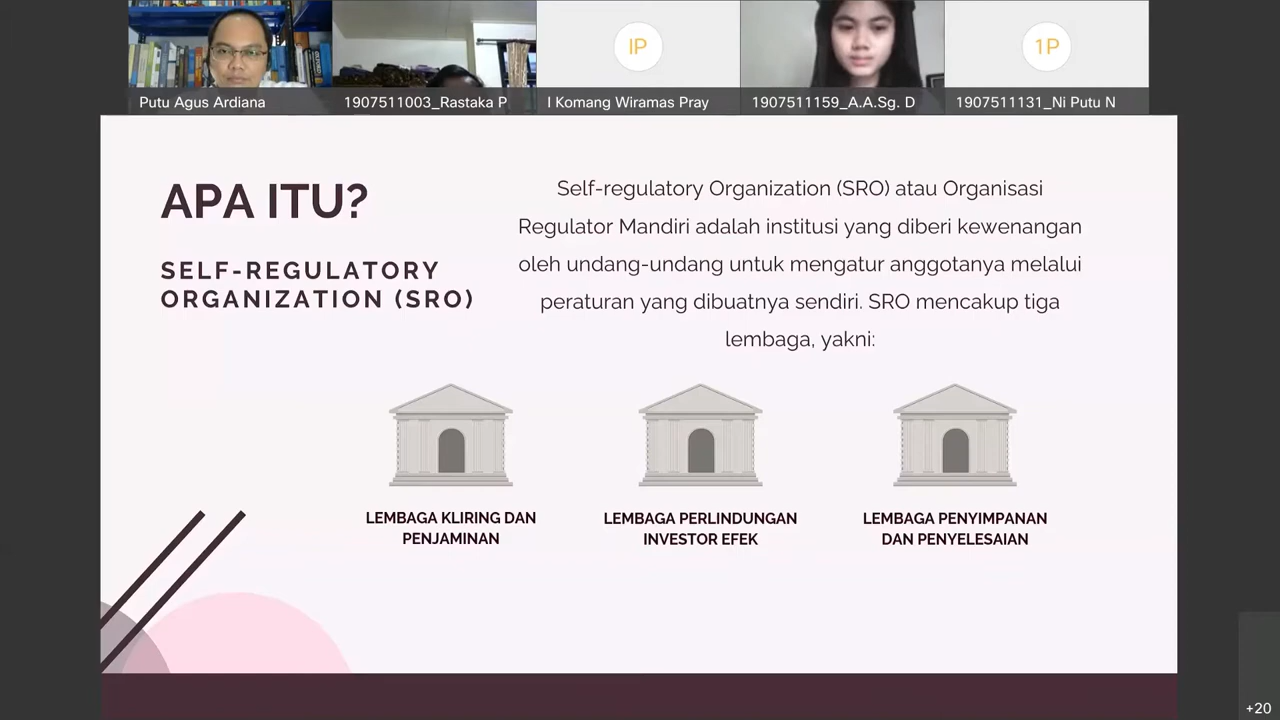 Putu Agus Ardiana
1907511003_Rastaka P
IP
I Komang Wiramas Pray
1907511159_A.A.Sg. D
1P
1907511131_Ni Putu N
APA ITU?
SELF-REGULATORY
ORGANIZATION (SRO)
Self-regulatory Organization (SRO) atau Organisasi
Regulator Mandiri adalah institusi yang diberi kewenangan
oleh undang-undang untuk mengatur anggotanya melalui
peraturan yang dibuatnya sendiri. SRO mencakup tiga
lembaga, yakni:
LEMBAGA KLIRING DAN
PENJAMINAN
LEMBAGA PERLINDUNGAN
INVESTOR EFEK
LEMBAGA PENYIMPANAN
DAN PENYELESAIAN
+20